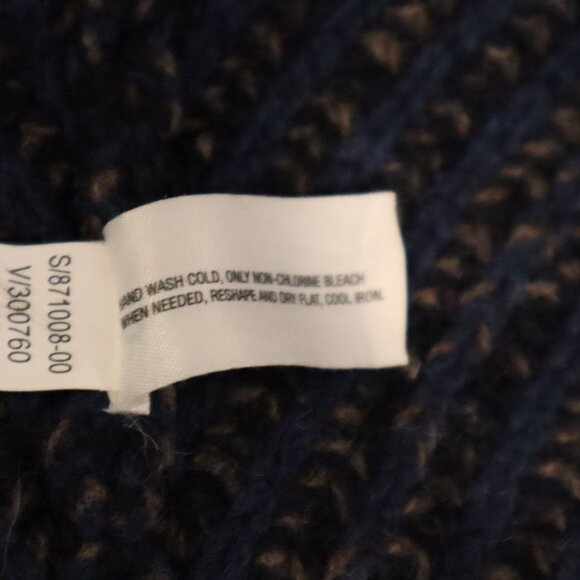 S/871008-00
V/300760
HAND WASH COLD, ONLY NON-CHLORINE BLEACH
WHEN NEEDED, RESHAPE AND DRY FLAT, COOL IRON.